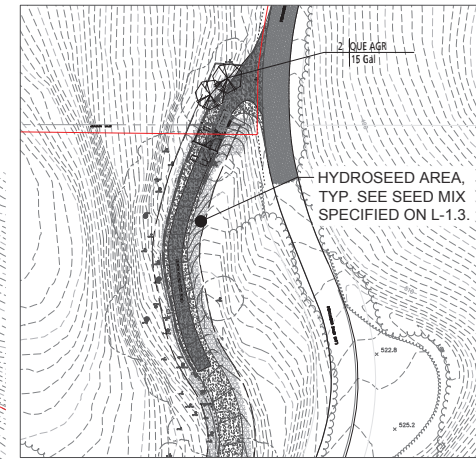 2 QUE AGR
15 Gal
HYDROSEED AREA,
TYP. SEE SEED MIX
SPECIFIED ON L-1.3.
522.8
525.2